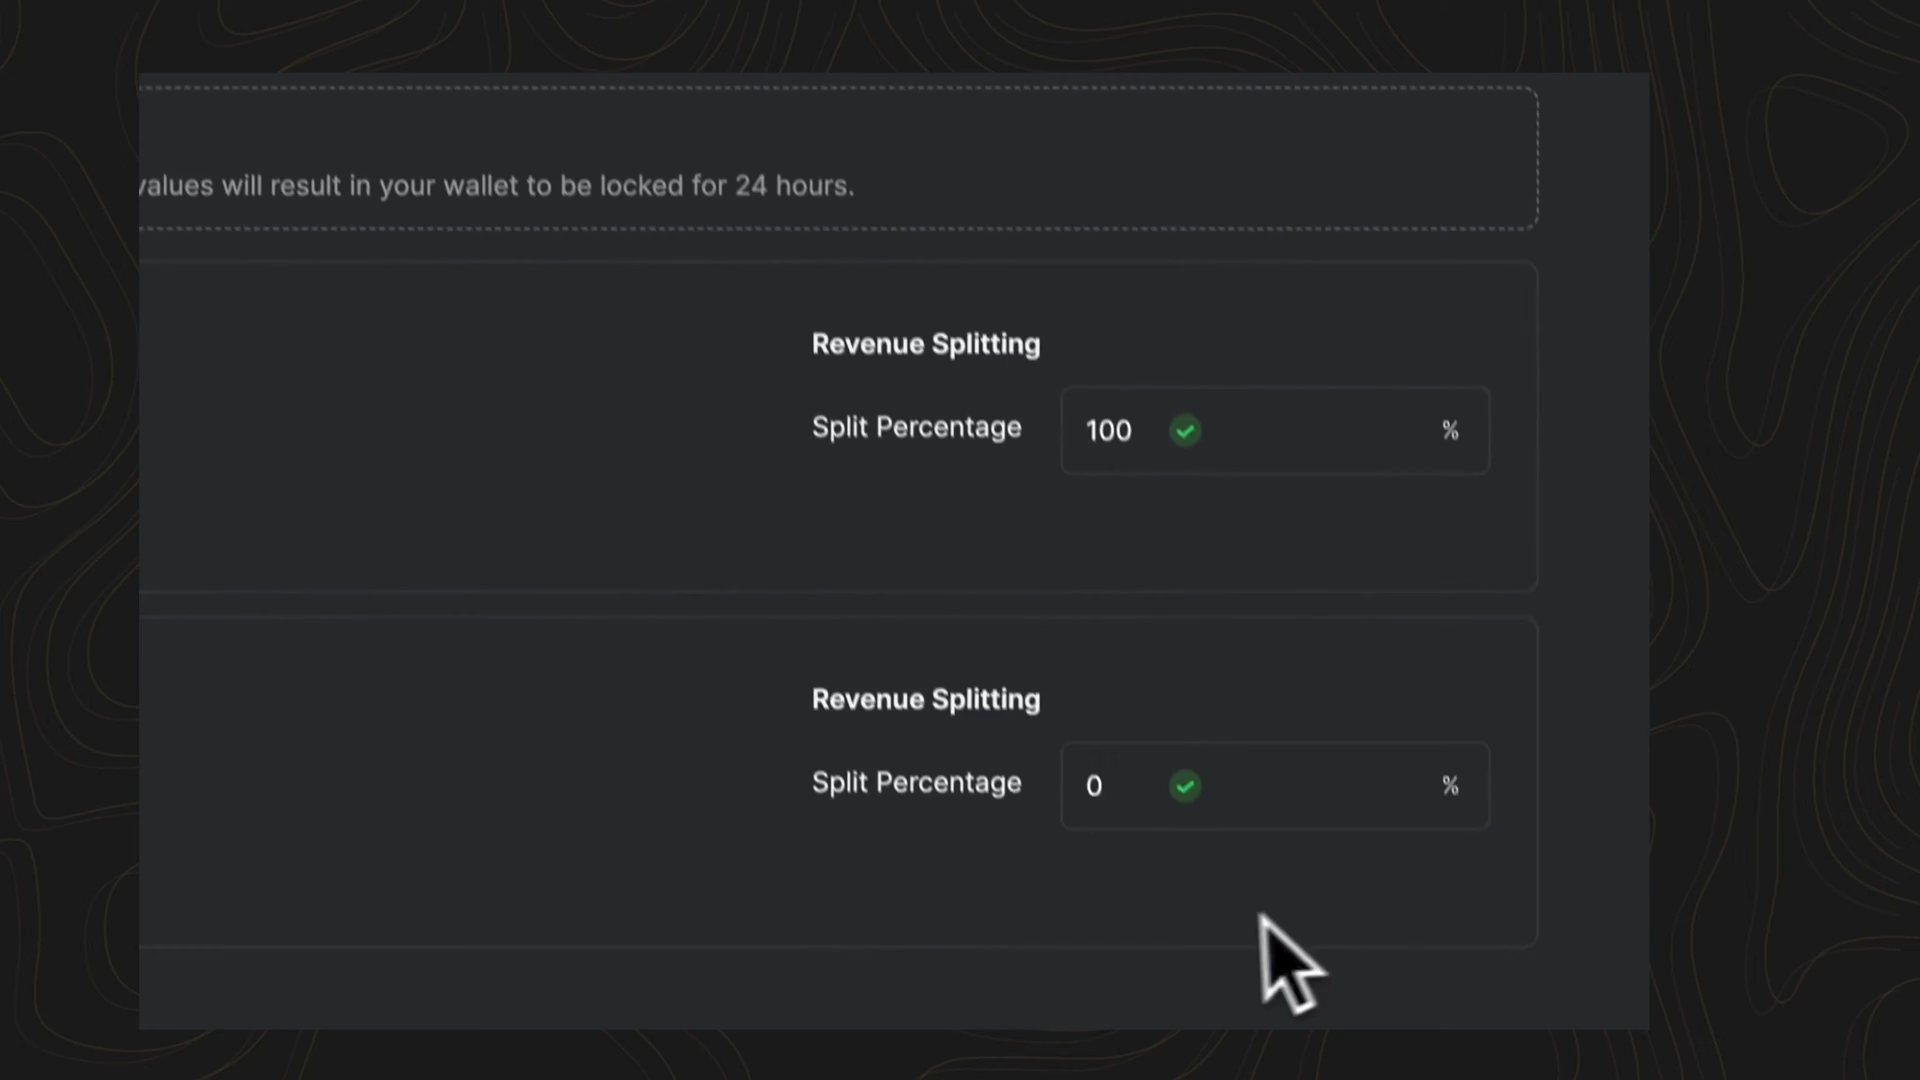 values will result in your wallet to be locked for 24 hours.
Revenue Splitting
Split Percentage 100 %
Revenue Splitting
Split Percentage 0 %